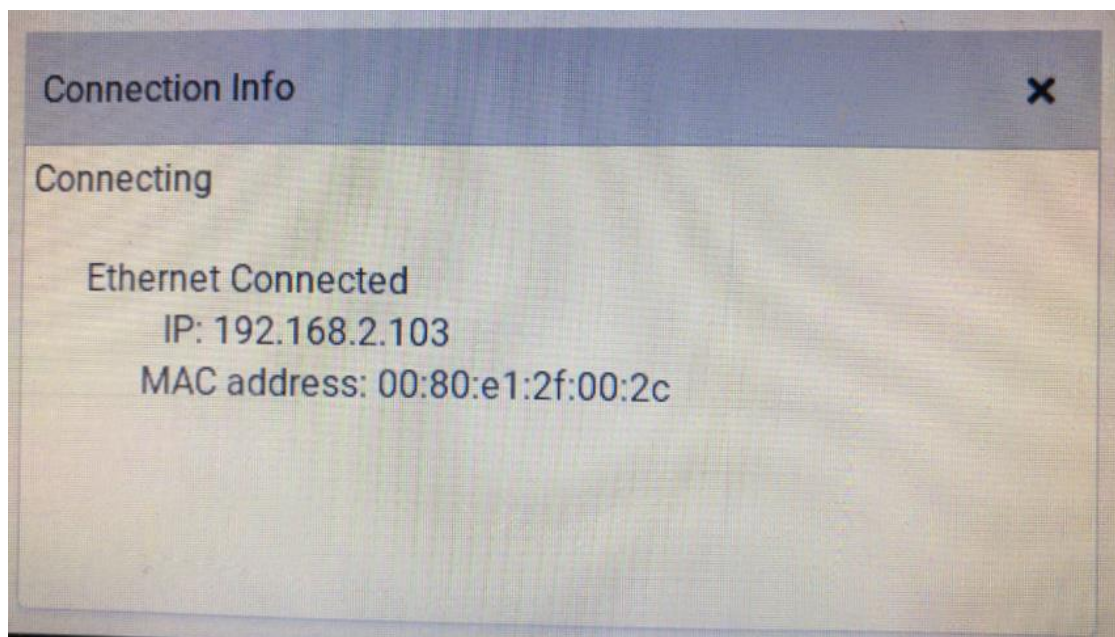 Connection Info
Connecting
Ethernet Connected
IP: 192.168.2.103
MAC address: 00:80:e1:2f:00:2c